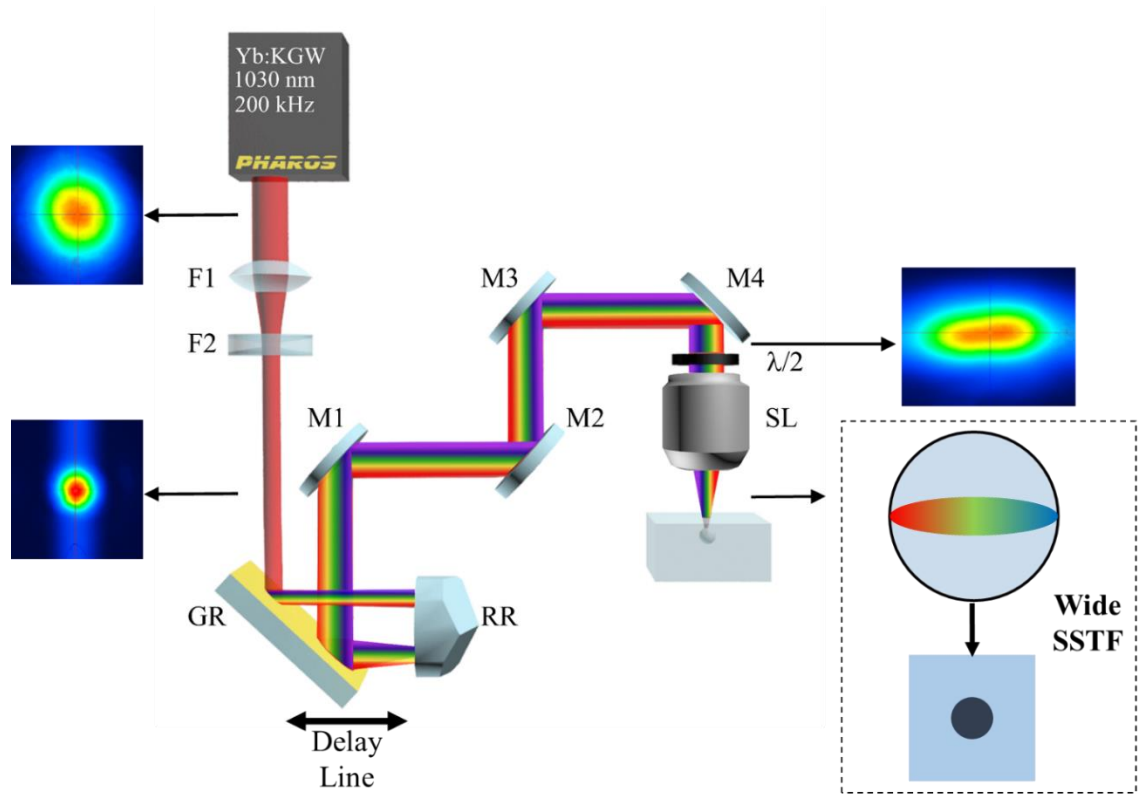 Yb:KGW
1030 nm
200 kHz
PHAROS
F1
F2
M3
M4
λ/2
SL
M1
M2
GR
RR
Delay
Line
Wide
SSTF